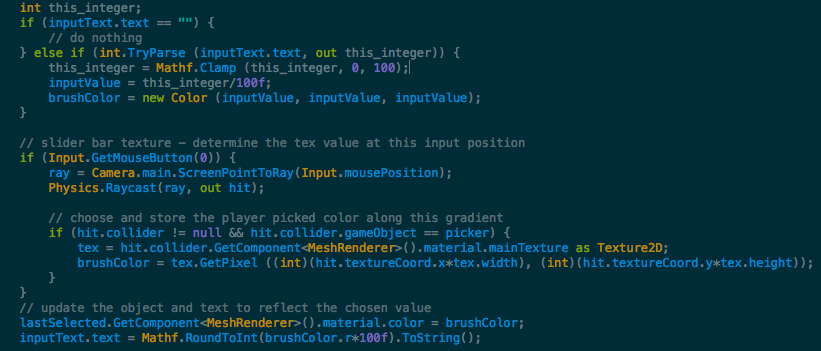 int this_integer;
if (inputText.text == "") {
    // do nothing
} else if (int.TryParse (inputText.text, out this_integer)) {
    this_integer = Mathf.Clamp (this_integer, 0, 100);
    inputValue = this_integer/100f;
    brushColor = new Color (inputValue, inputValue, inputValue);
}

// slider bar texture – determine the tex value at this input position
if (Input.GetMouseButton(0)) {
    ray = Camera.main.ScreenPointToRay(Input.mousePosition);
    Physics.Raycast(ray, out hit);

    // choose and store the player picked color along this gradient
    if (hit.collider != null && hit.collider.gameObject == picker) {
        tex = hit.collider.GetComponent<MeshRenderer>().material.mainTexture as Texture2D;
        brushColor = tex.GetPixel ((int)(hit.textureCoord.x*tex.width), (int)(hit.textureCoord.y*tex.height));
    }
}
// update the object and text to reflect the chosen value
lastSelected.GetComponent<MeshRenderer>().material.color = brushColor;
inputText.text = Mathf.RoundToInt(brushColor.r*100f).ToString();